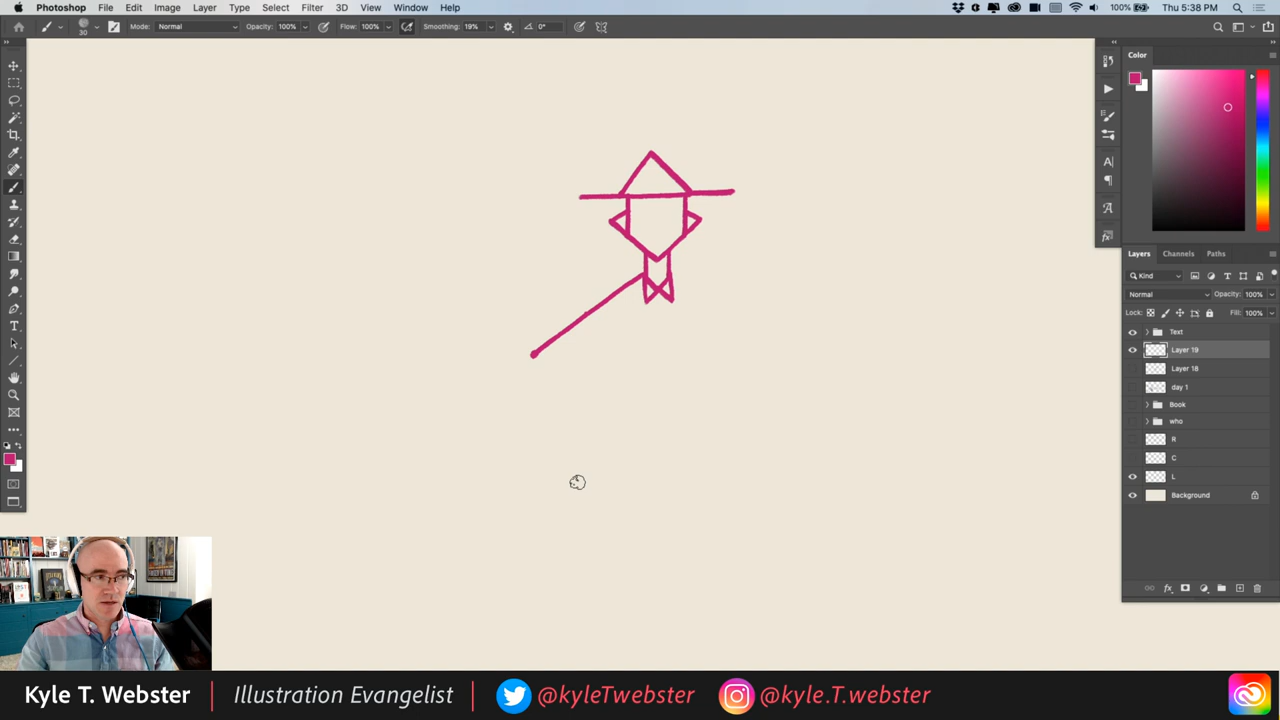 Photoshop File Edit Image Layer Type Select Filter 3D View Window Help 100% Thu 5:38 PM
30 Mode: Normal Opacity: 100% Flow: 100% Smoothing: 19% 0°
Color
Layers Channels Paths
Kind
Normal Opacity: 100%
Lock: Fill: 100%
Text
Layer 19
Layer 18
day 1
Book
who
R
C
L
Background
Kyle T. Webster | Illustration Evangelist @kyleTwebster @kyle.T.webster